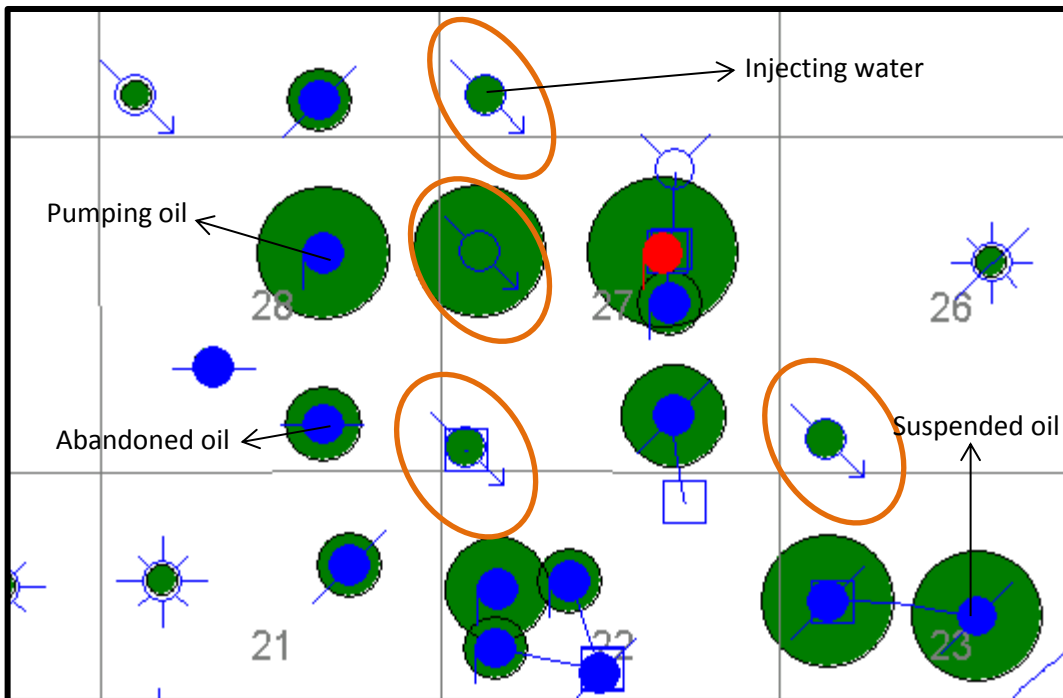 Injecting water
Pumping oil
28
27
26
Abandoned oil
Suspended oil
21
22
23